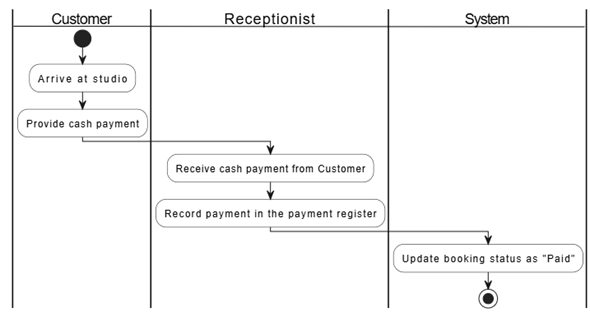 Customer
Receptionist
System
Arrive at studio
Provide cash payment
Receive cash payment from Customer
Record payment in the payment register
Update booking status as "Paid"